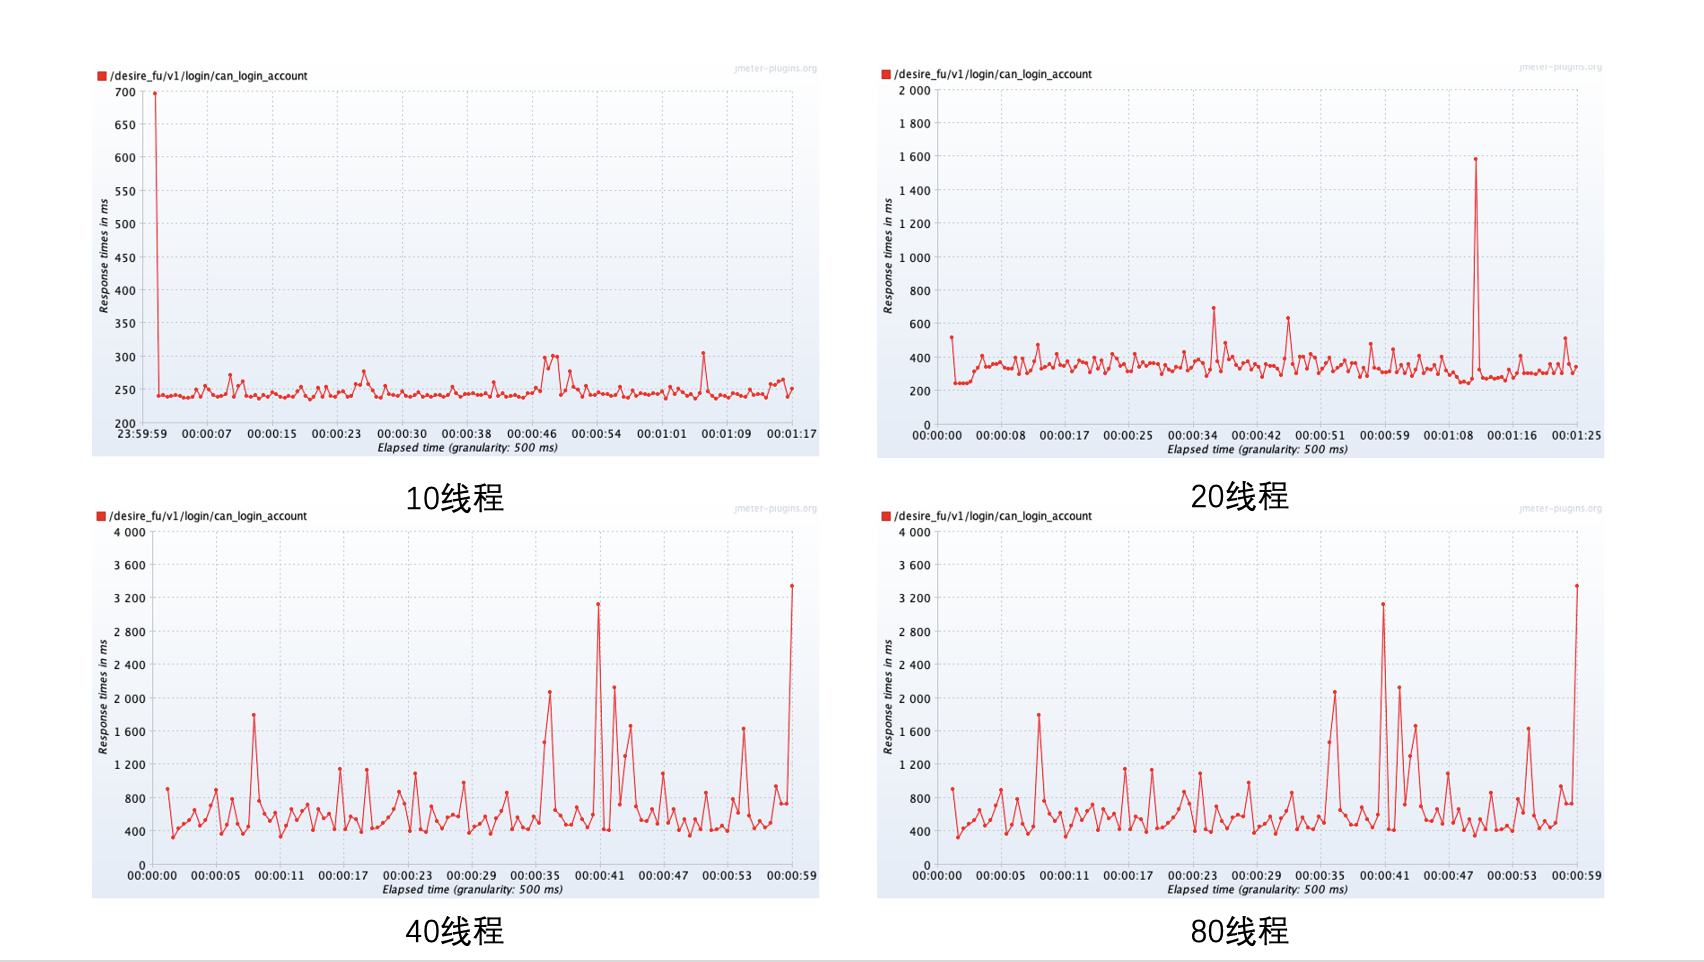 /desire_fu/v1/login/can_login_account
jmeter-plugins.org
700
650
600
550
500
450
400
350
300
250
200
Response times in ms
23:59:59 00:00:07 00:00:15 00:00:23 00:00:30 00:00:38 00:00:46 00:00:54 00:01:01 00:01:09 00:01:17
Elapsed time (granularity: 500 ms)
10线程
/desire_fu/v1/login/can_login_account
jmeter-plugins.org
2 000
1 800
1 600
1 400
1 200
1 000
800
600
400
200
0
Response times in ms
00:00:00 00:00:08 00:00:17 00:00:25 00:00:34 00:00:42 00:00:51 00:00:59 00:01:08 00:01:16 00:01:25
Elapsed time (granularity: 500 ms)
20线程
/desire_fu/v1/login/can_login_account
jmeter-plugins.org
4 000
3 600
3 200
2 800
2 400
2 000
1 600
1 200
800
400
0
Response times in ms
00:00:00 00:00:05 00:00:11 00:00:17 00:00:23 00:00:29 00:00:35 00:00:41 00:00:47 00:00:53 00:00:59
Elapsed time (granularity: 500 ms)
40线程
/desire_fu/v1/login/can_login_account
jmeter-plugins.org
4 000
3 600
3 200
2 800
2 400
2 000
1 600
1 200
800
400
0
Response times in ms
00:00:00 00:00:05 00:00:11 00:00:17 00:00:23 00:00:29 00:00:35 00:00:41 00:00:47 00:00:53 00:00:59
Elapsed time (granularity: 500 ms)
80线程